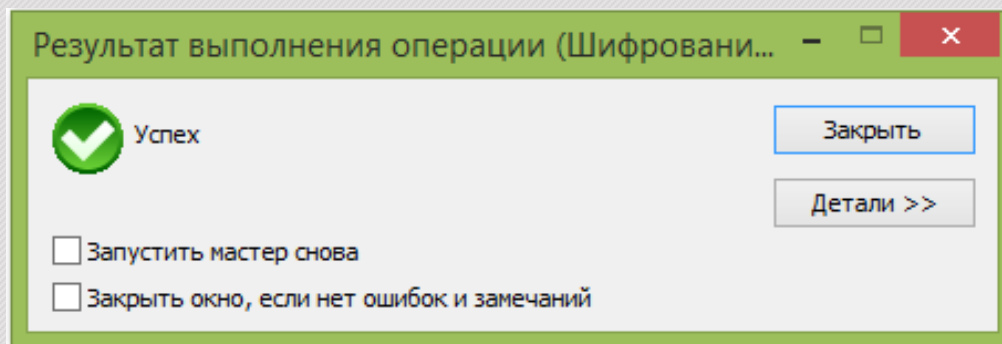 Результат выполнения операции (Шифровани...
Успех
Закрыть
Детали >>
Запустить мастер снова
Закрыть окно, если нет ошибок и замечаний